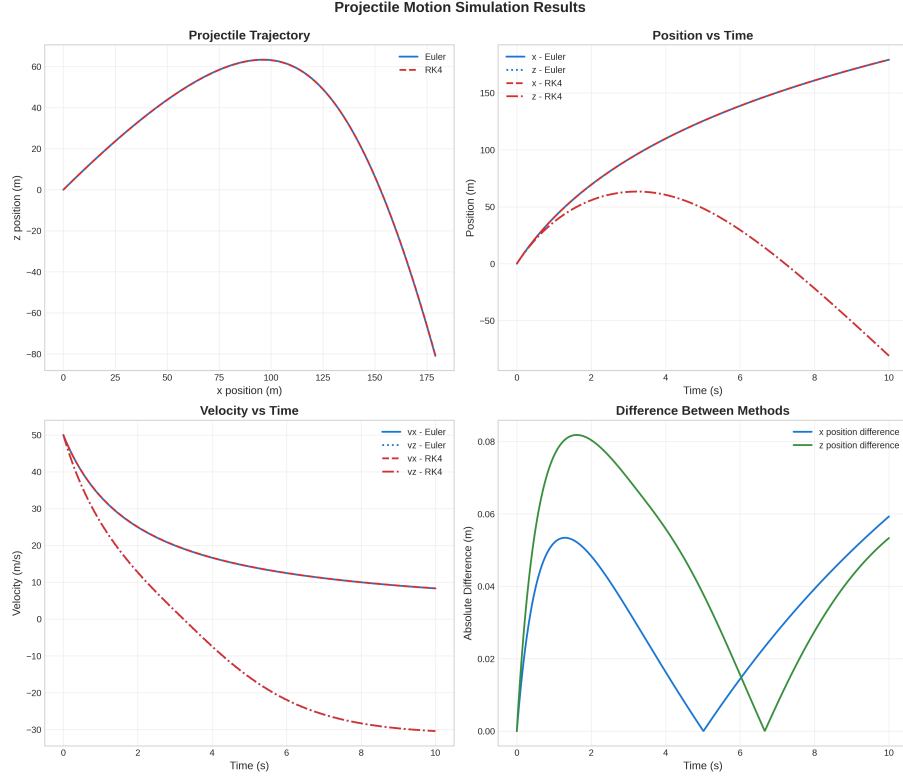 Projectile Motion Simulation Results
Projectile Trajectory
Euler
RK4
60
40
20
0
−20
−40
−60
−80
z position (m)
0 25 50 75 100 125 150 175
x position (m)
Position vs Time
x - Euler
z - Euler
x - RK4
z - RK4
150
100
50
0
−50
Position (m)
0 2 4 6 8 10
Time (s)
Velocity vs Time
vx - Euler
vz - Euler
vx - RK4
vz - RK4
50
40
30
20
10
0
−10
−20
−30
Velocity (m/s)
0 2 4 6 8 10
Time (s)
Difference Between Methods
x position difference
z position difference
0.08
0.06
0.04
0.02
0.00
Absolute Difference (m)
0 2 4 6 8 10
Time (s)